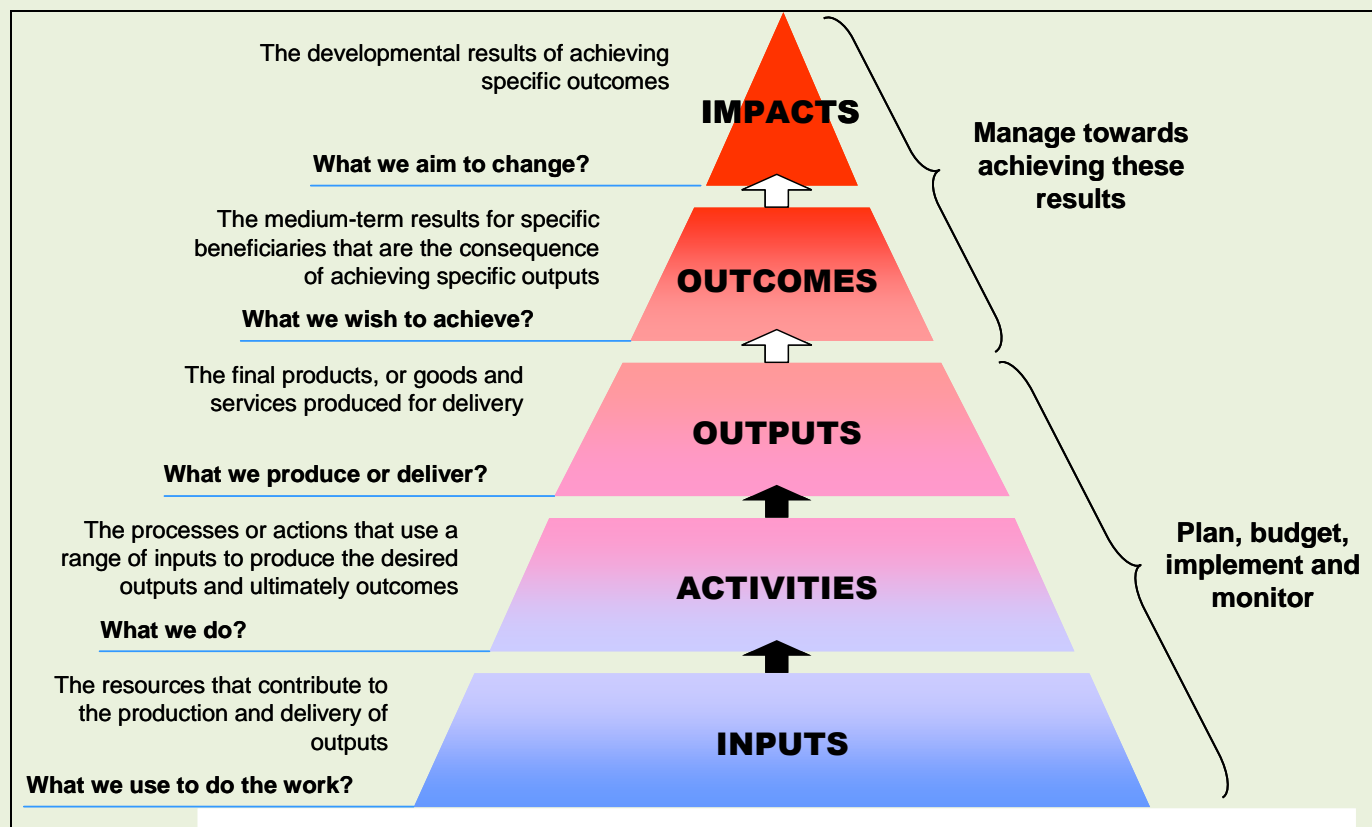 The developmental results of achieving
specific outcomes
IMPACTS
What we aim to change?
Manage towards
achieving these
results
The medium-term results for specific
beneficiaries that are the consequence
of achieving specific outputs
OUTCOMES
What we wish to achieve?
The final products, or goods and
services produced for delivery
OUTPUTS
What we produce or deliver?
The processes or actions that use a
range of inputs to produce the desired
outputs and ultimately outcomes
ACTIVITIES
What we do?
Plan, budget,
implement and
monitor
The resources that contribute to
the production and delivery of
outputs
INPUTS
What we use to do the work?